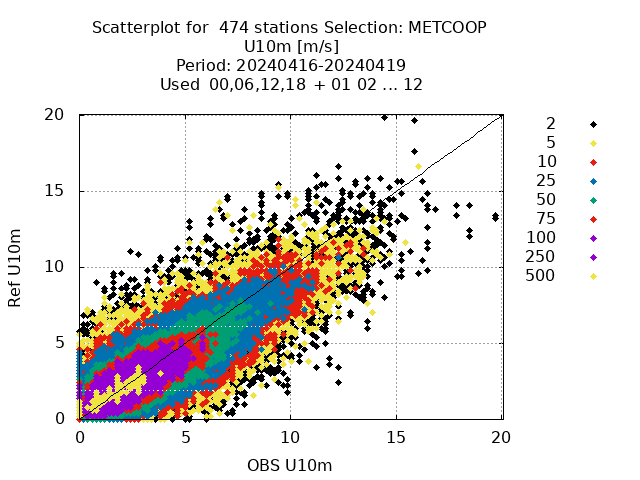 Scatterplot for  474 stations Selection: METCOOP
U10m [m/s]
Period: 20240416-20240419
Used  00,06,12,18 + 01 02 ... 12
20
15
10
5
0
Ref U10m
0 5 10 15 20
OBS U10m
2
5
10
25
50
75
100
250
500